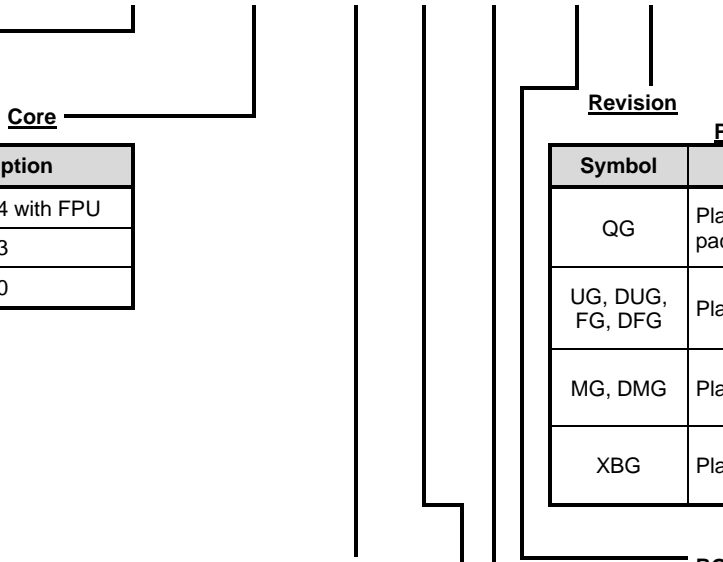 Core
Revision
ption
4 with FPU
3
0
Symbol
QG
Pla
pac
UG, DUG,
FG, DFG
Pla
MG, DMG
Pla
XBG
Pla